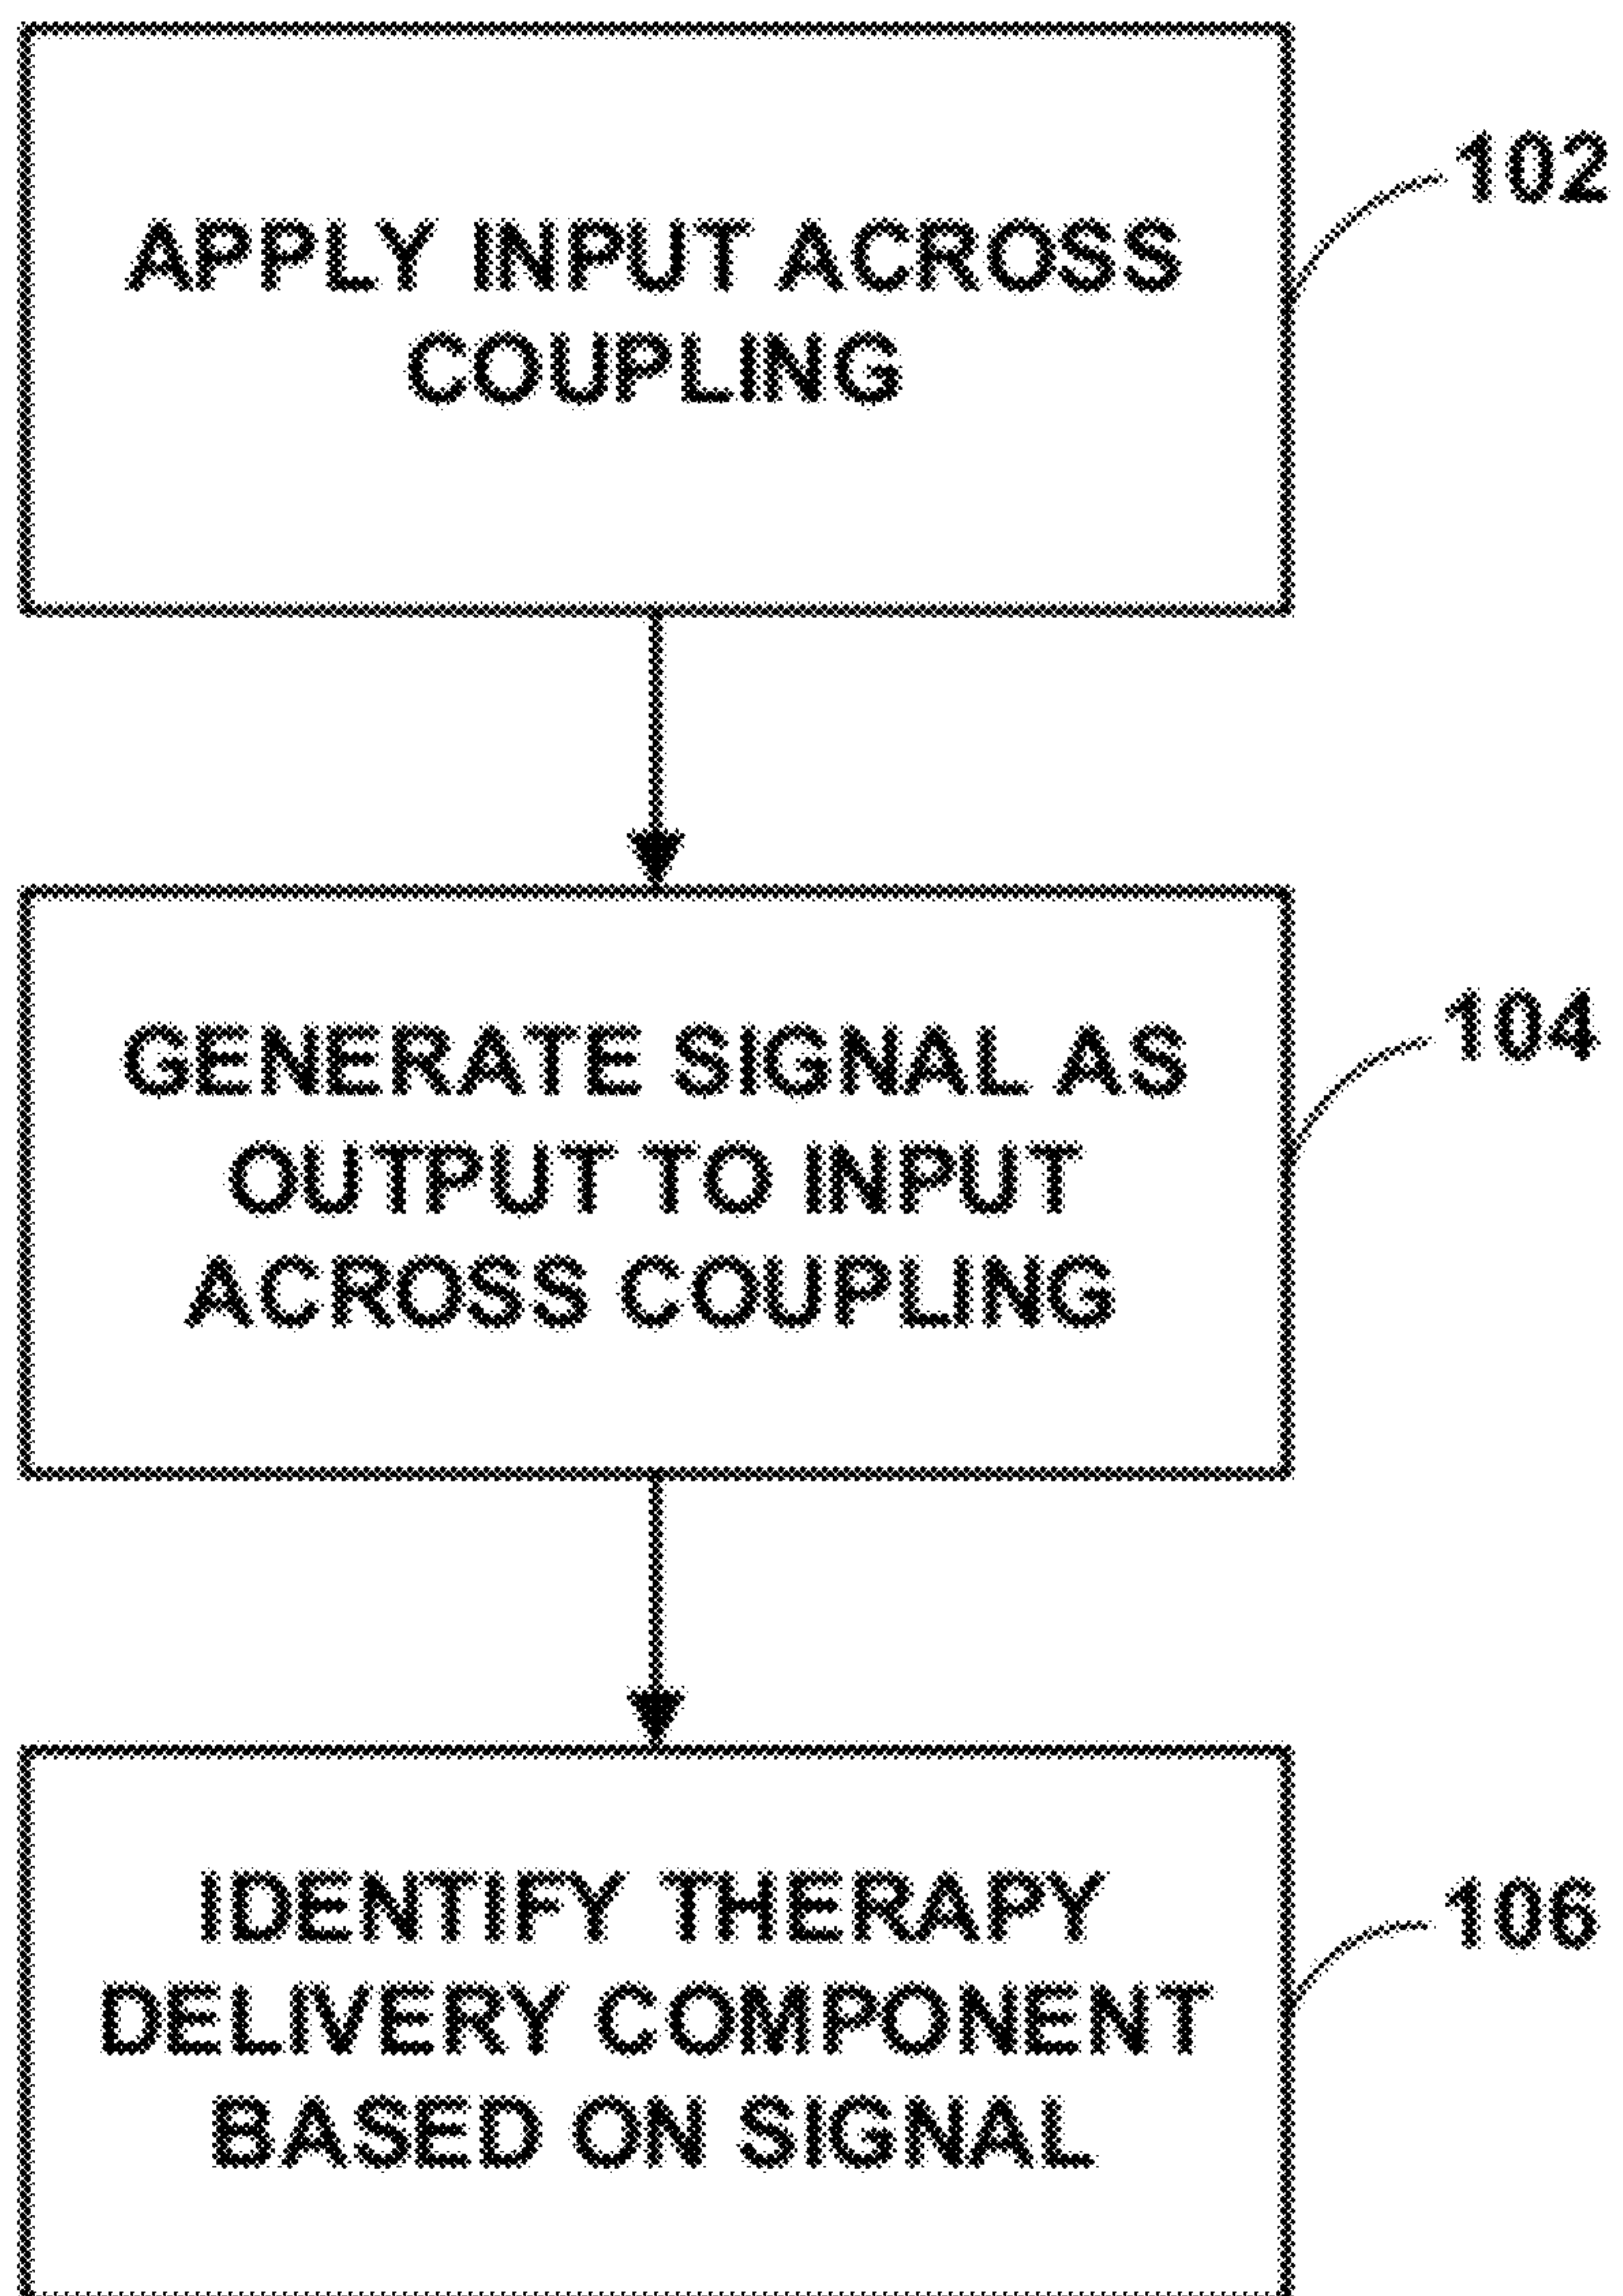 APPLY INPUT ACROSS
COUPLING
102
GENERATE SIGNAL AS
OUTPUT TO INPUT
ACROSS COUPLING
104
IDENTIFY THERAPY
DELIVERY COMPONENT
BASED ON SIGNAL
106